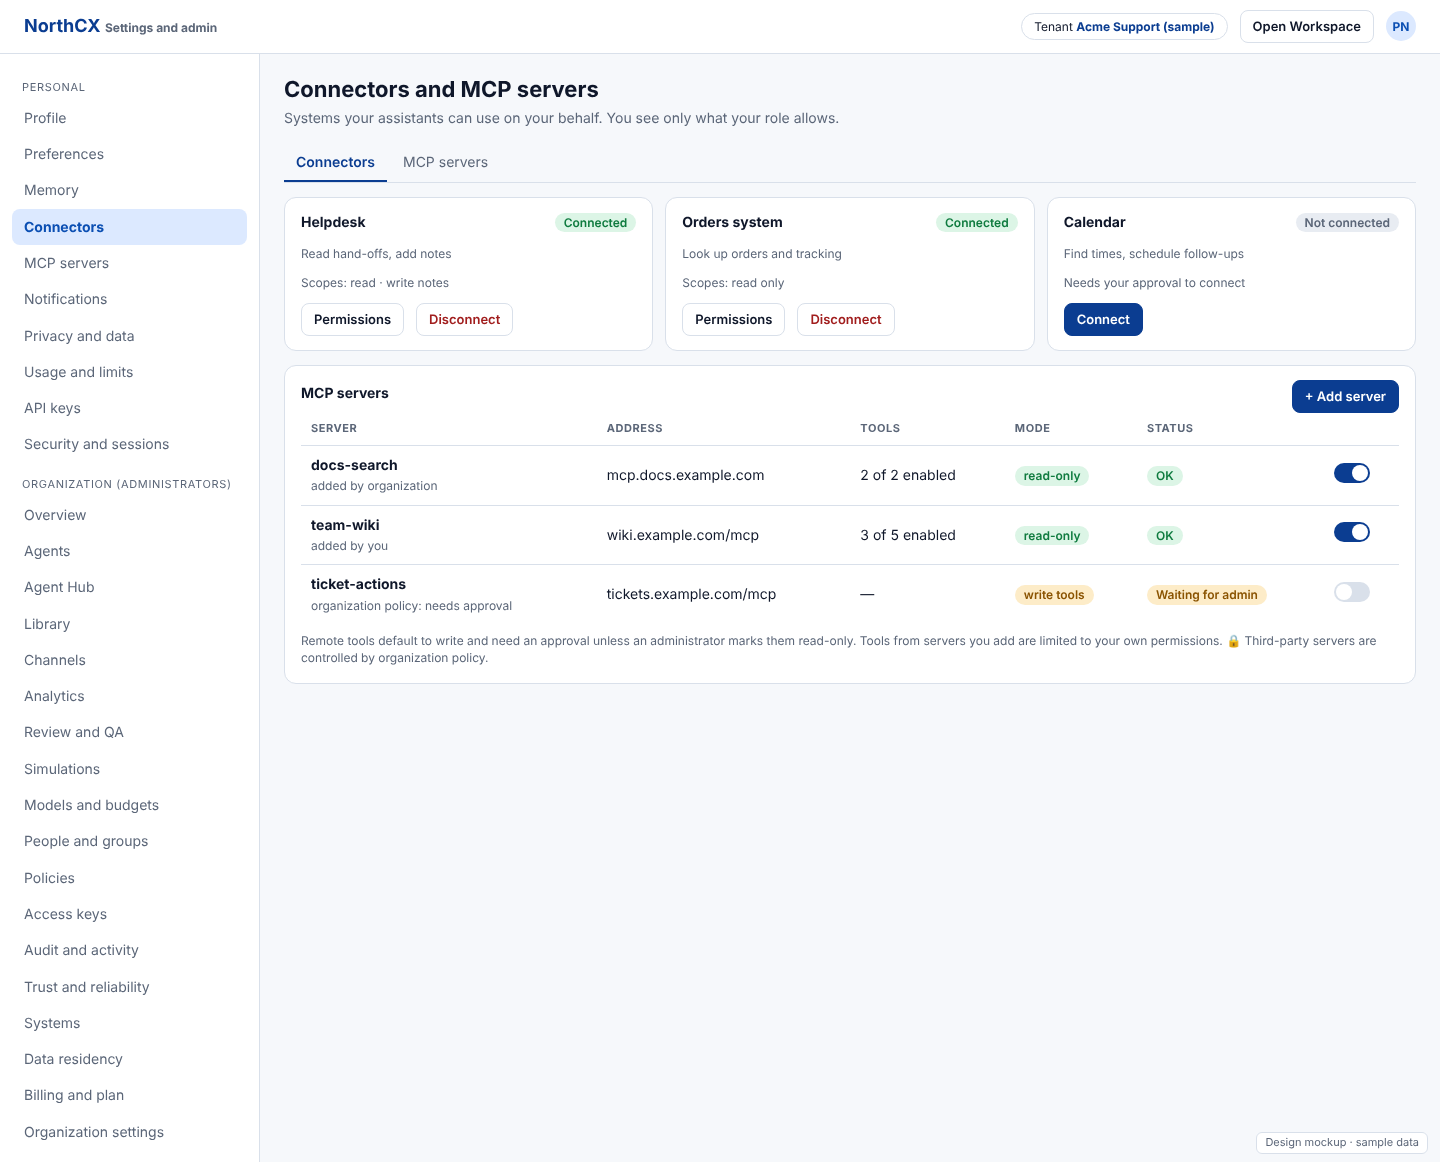 NorthCX Settings and admin
Tenant Acme Support (sample)
Open Workspace
PN
PERSONAL
Profile
Preferences
Memory
Connectors
MCP servers
Notifications
Privacy and data
Usage and limits
API keys
Security and sessions
ORGANIZATION (ADMINISTRATORS)
Overview
Agents
Agent Hub
Library
Channels
Analytics
Review and QA
Simulations
Models and budgets
People and groups
Policies
Access keys
Audit and activity
Trust and reliability
Systems
Data residency
Billing and plan
Organization settings
Connectors and MCP servers
Systems your assistants can use on your behalf. You see only what your role allows.
Connectors MCP servers
Helpdesk Connected
Read hand-offs, add notes
Scopes: read · write notes
Permissions Disconnect
Orders system Connected
Look up orders and tracking
Scopes: read only
Permissions Disconnect
Calendar Not connected
Find times, schedule follow-ups
Needs your approval to connect
Connect
MCP servers
+ Add server
SERVER ADDRESS TOOLS MODE STATUS
docs-search
added by organization
mcp.docs.example.com 2 of 2 enabled read-only OK
team-wiki
added by you
wiki.example.com/mcp 3 of 5 enabled read-only OK
ticket-actions
organization policy: needs approval
tickets.example.com/mcp — write tools Waiting for admin
Remote tools default to write and need an approval unless an administrator marks them read-only. Tools from servers you add are limited to your own permissions. 🔒 Third-party servers are
controlled by organization policy.
Design mockup · sample data